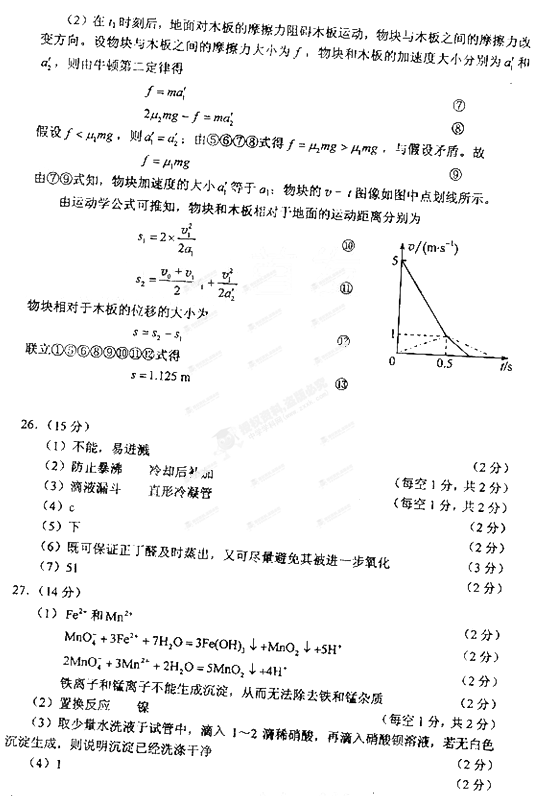 (2)在t₁时刻后,地面对木板的摩擦力阻碍木板运动,物块与木板之间的摩擦力改
变方向。设物块与木板之间的摩擦力大小为f,物块和木板的加速度大小分别为a₁′和
a₂′,则由牛顿第二定律得
f = ma₁′ ⑦
2μ₂mg − f = ma₂′ ⑧
假设f < μ₁mg,则a₁′ = a₂′;由⑤⑥⑦⑧式得f = μ₂mg > μ₁mg,与假设矛盾。故
f = μ₁mg ⑨
由⑦⑨式知,物块加速度的大小a₁′等于a₁;物块的v − t图像如图中点划线所示。
由运动学公式可推知,物块和木板相对于地面的运动距离分别为
s₁ = 2 × v₁²/2a₁ ⑩
s₂ = (v₀ + v₁)/2 t₁ + v₁²/2a₂′ ⑪
物块相对于木板的位移的大小为
s = s₂ − s₁ ⑫
联立①⑤⑥⑧⑨⑩⑪⑫式得
s = 1.125 m ⑬
v/(m·s⁻¹)
5
1
0 0.5 t/s
26.(15分)
(1)不能,易迸溅 (2分)
(2)防止暴沸 冷却后补加 (每空1分,共2分)
(3)滴液漏斗 直形冷凝管 (每空1分,共2分)
(4)c (2分)
(5)下 (2分)
(6)既可保证正丁醛及时蒸出,又可尽量避免其被进一步氧化 (3分)
(7)51 (2分)
27.(14分)
(1)Fe²⁺和Mn²⁺ (2分)
MnO₄⁻ + 3Fe²⁺ + 7H₂O = 3Fe(OH)₃↓+MnO₂↓+5H⁺ (2分)
2MnO₄⁻ + 3Mn²⁺ + 2H₂O = 5MnO₂↓+4H⁺ (2分)
铁离子和锰离子不能生成沉淀,从而无法除去铁和锰杂质 (2分)
(2)置换反应 镍 (每空1分,共2分)
(3)取少量水洗液于试管中,滴入1~2滴稀硝酸,再滴入硝酸钡溶液,若无白色
沉淀生成,则说明沉淀已经洗涤干净 (2分)
(4)1 (2分)